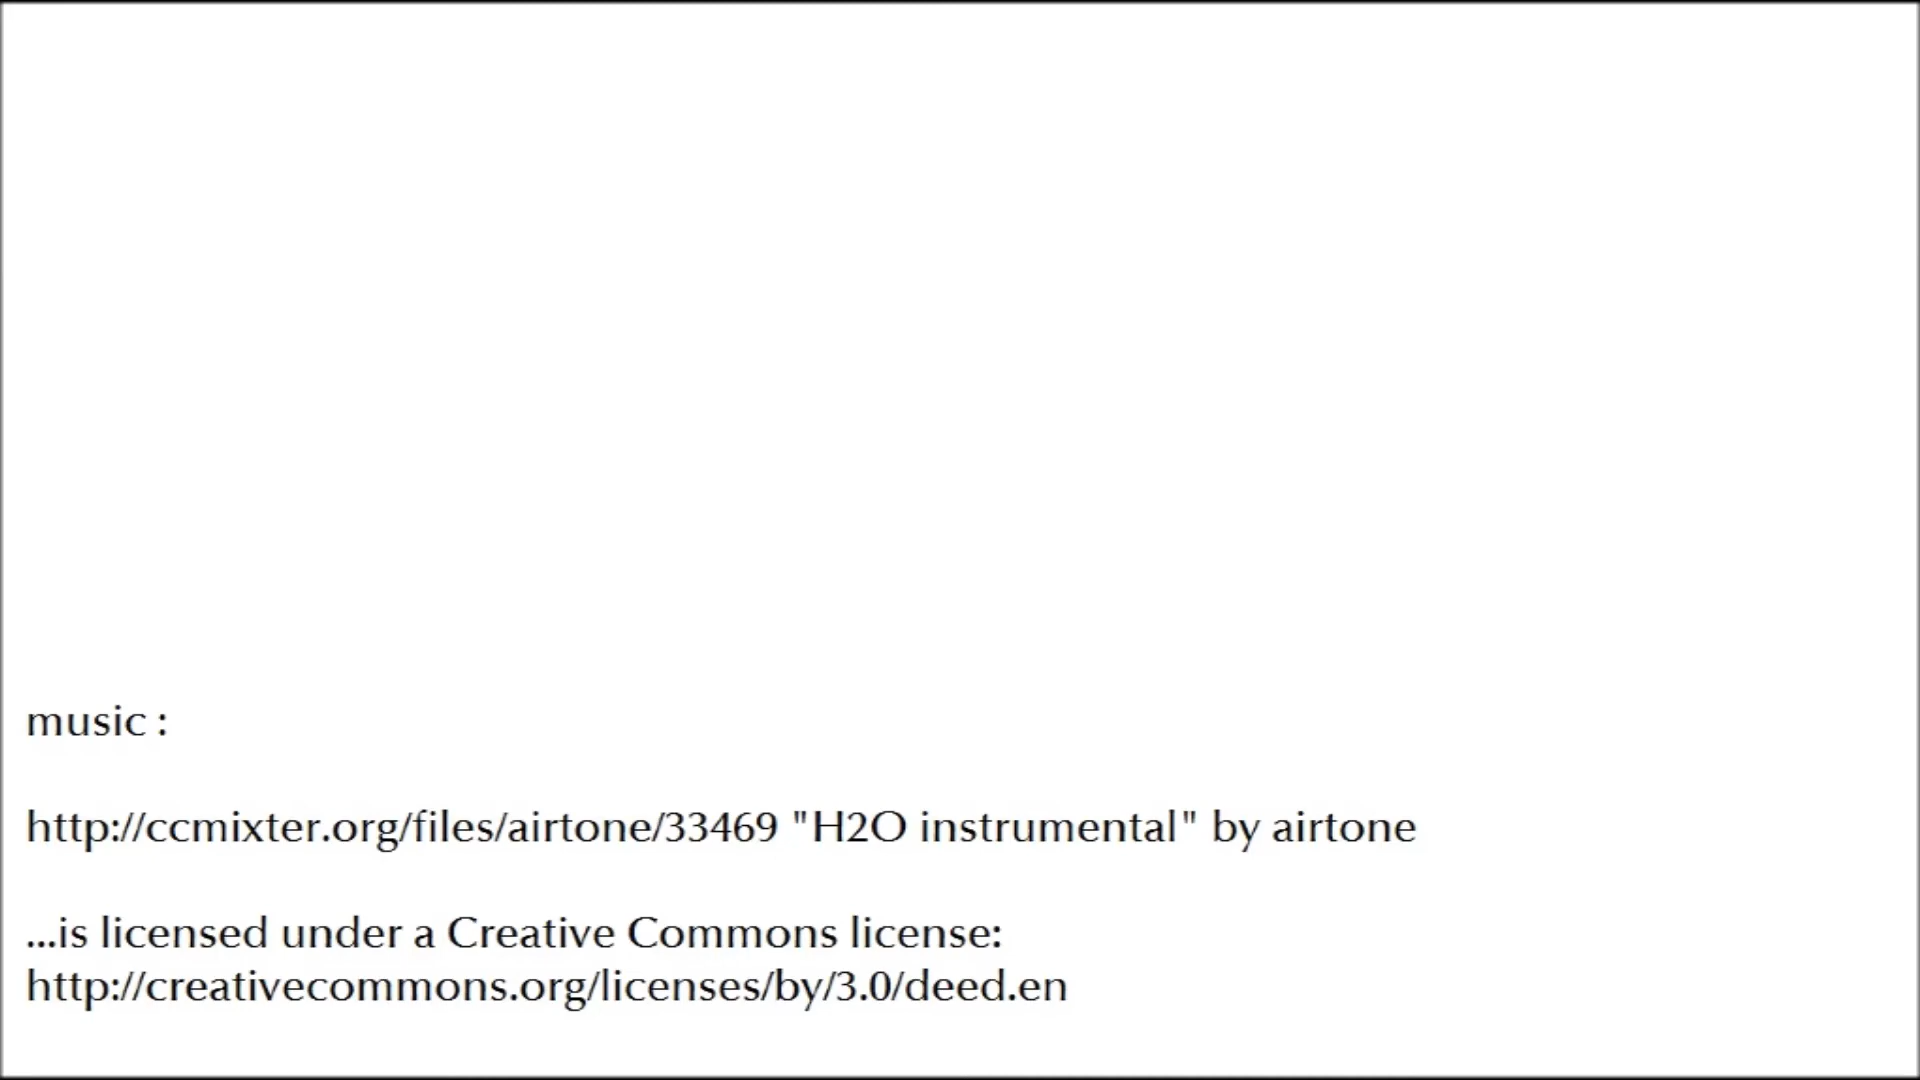 music :
http://ccmixter.org/files/airtone/33469 "H2O instrumental" by airtone
...is licensed under a Creative Commons license:
http://creativecommons.org/licenses/by/3.0/deed.en